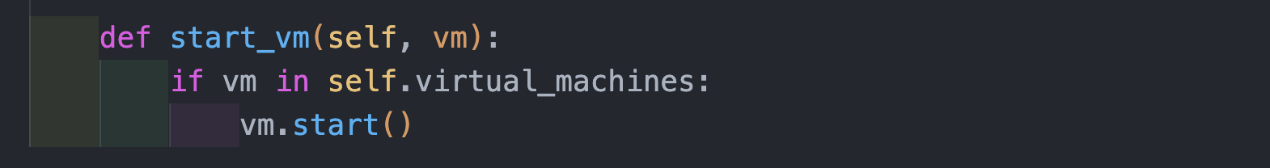 def start_vm(self, vm):
if vm in self.virtual_machines:
vm.start()